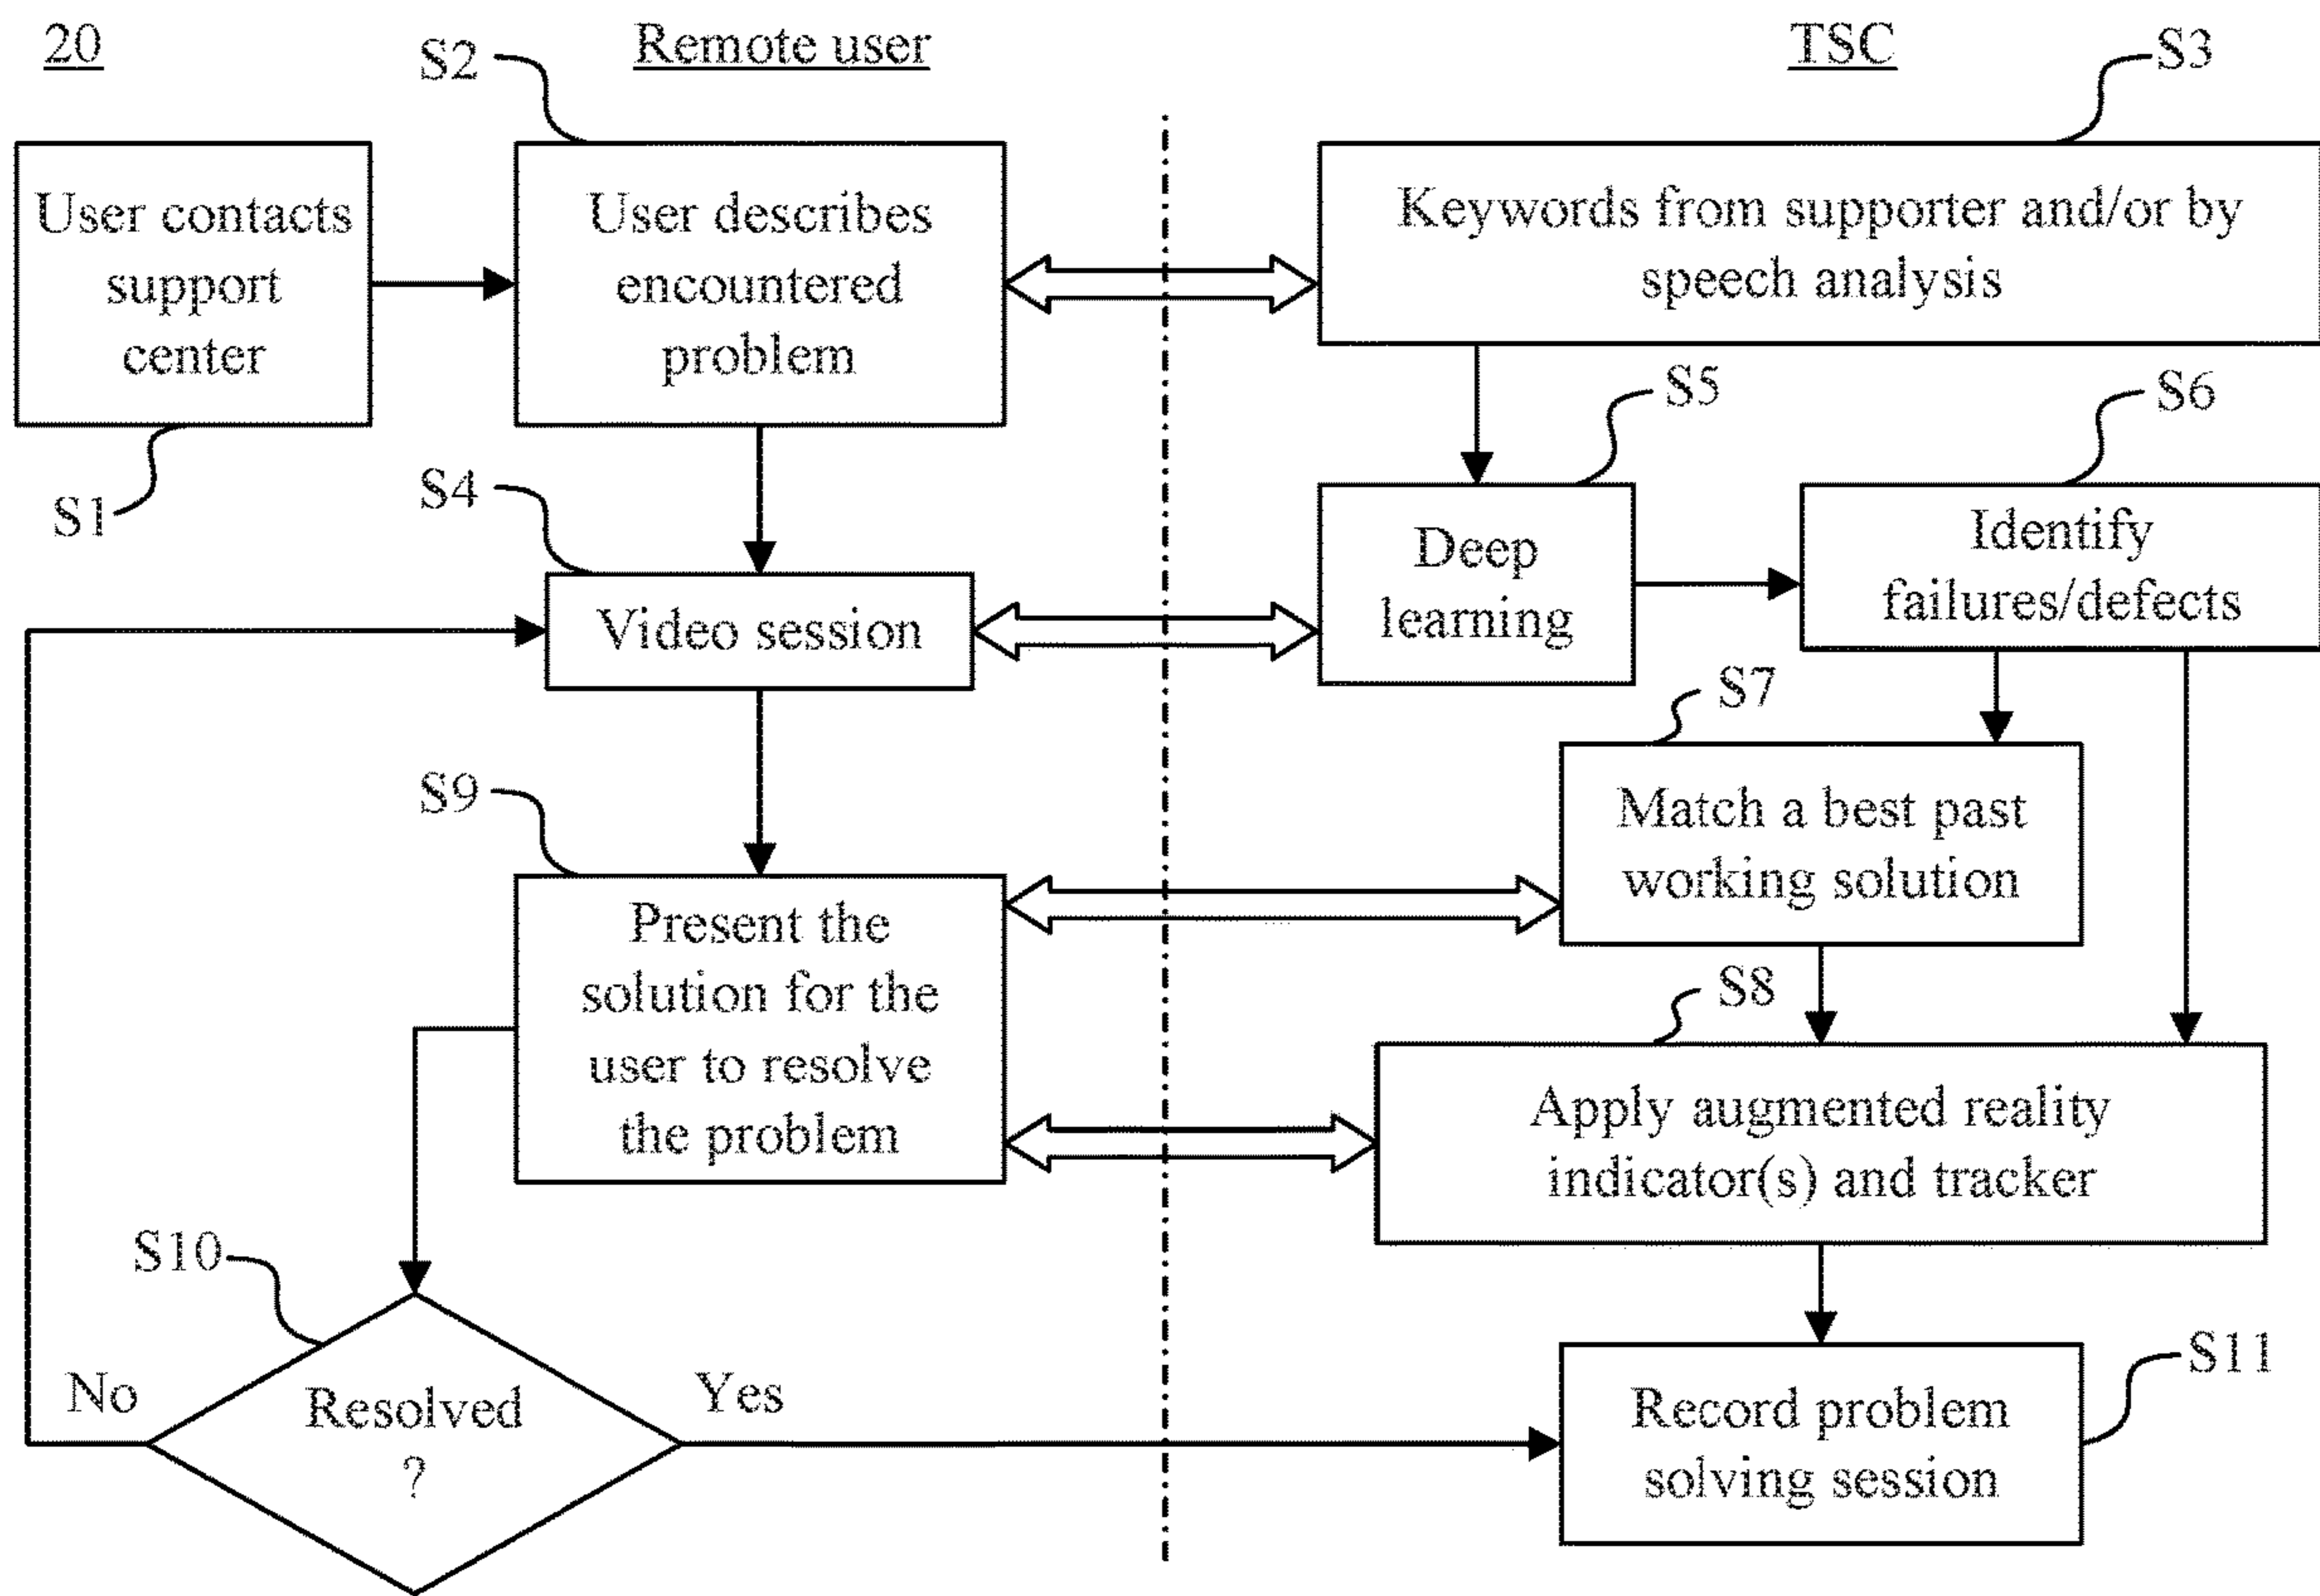 20
Remote user
TSC
S2
S3
User contacts
support
center
User describes
encountered
problem
Keywords from supporter and/or by
speech analysis
S1
S4
S5
S6
Video session
Deep
learning
Identify
failures/defects
S7
S9
Match a best past
working solution
Present the
solution for the
user to resolve
the problem
S8
Apply augmented reality
indicator(s) and tracker
S10
No
Resolved
?
Yes
S11
Record problem
solving session